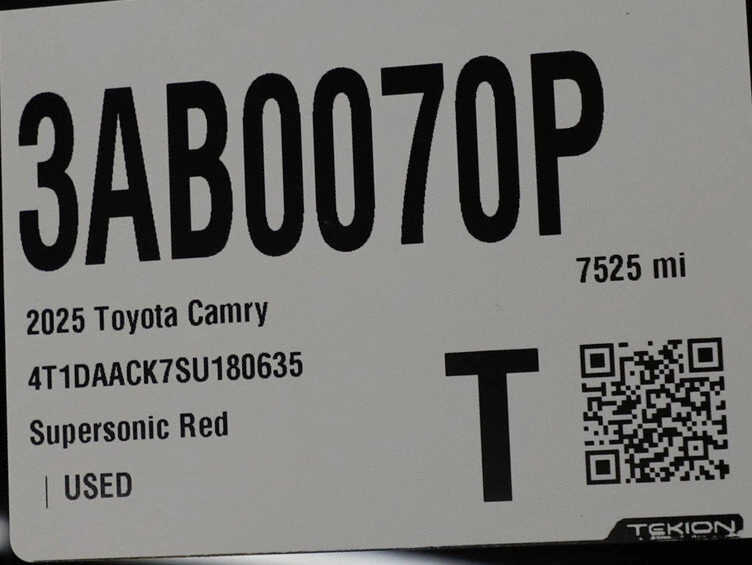 3AB0070P
7525 mi
2025 Toyota Camry
4T1DAACK7SU180635
Supersonic Red
| USED
T
TEKION